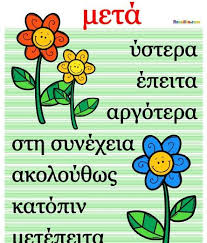 μετά
ύστερα
έπειτα
αργότερα
στη συνέχεια
ακολούθως
κατόπιν
μετέπειτα